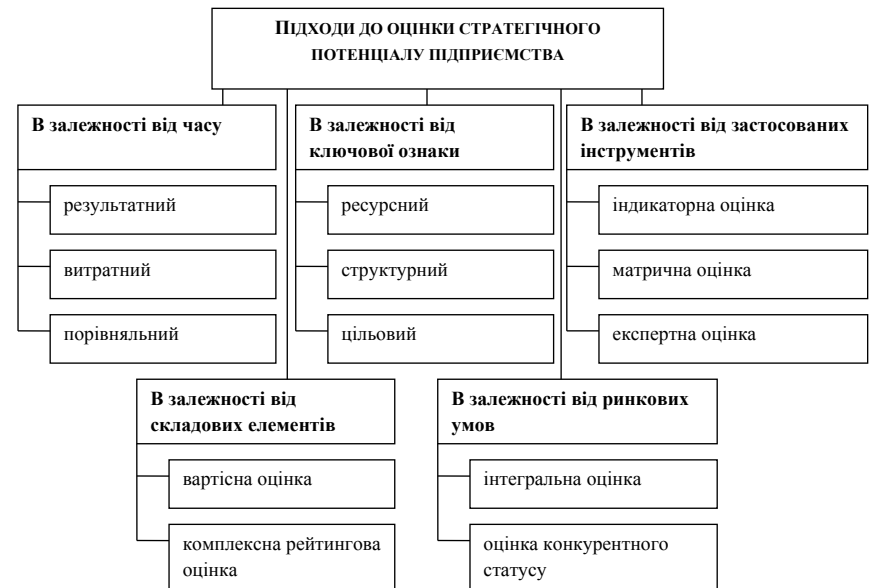 ПІДХОДИ ДО ОЦІНКИ СТРАТЕГІЧНОГО
ПОТЕНЦІАЛУ ПІДПРИЄМСТВА
В залежності від часу
результатний
витратний
порівняльний
В залежності від
ключової ознаки
ресурсний
структурний
цільовий
В залежності від застосованих
інструментів
індикаторна оцінка
матрична оцінка
експертна оцінка
В залежності від
складових елементів
вартісна оцінка
комплексна рейтингова
оцінка
В залежності від ринкових
умов
інтегральна оцінка
оцінка конкурентного
статусу